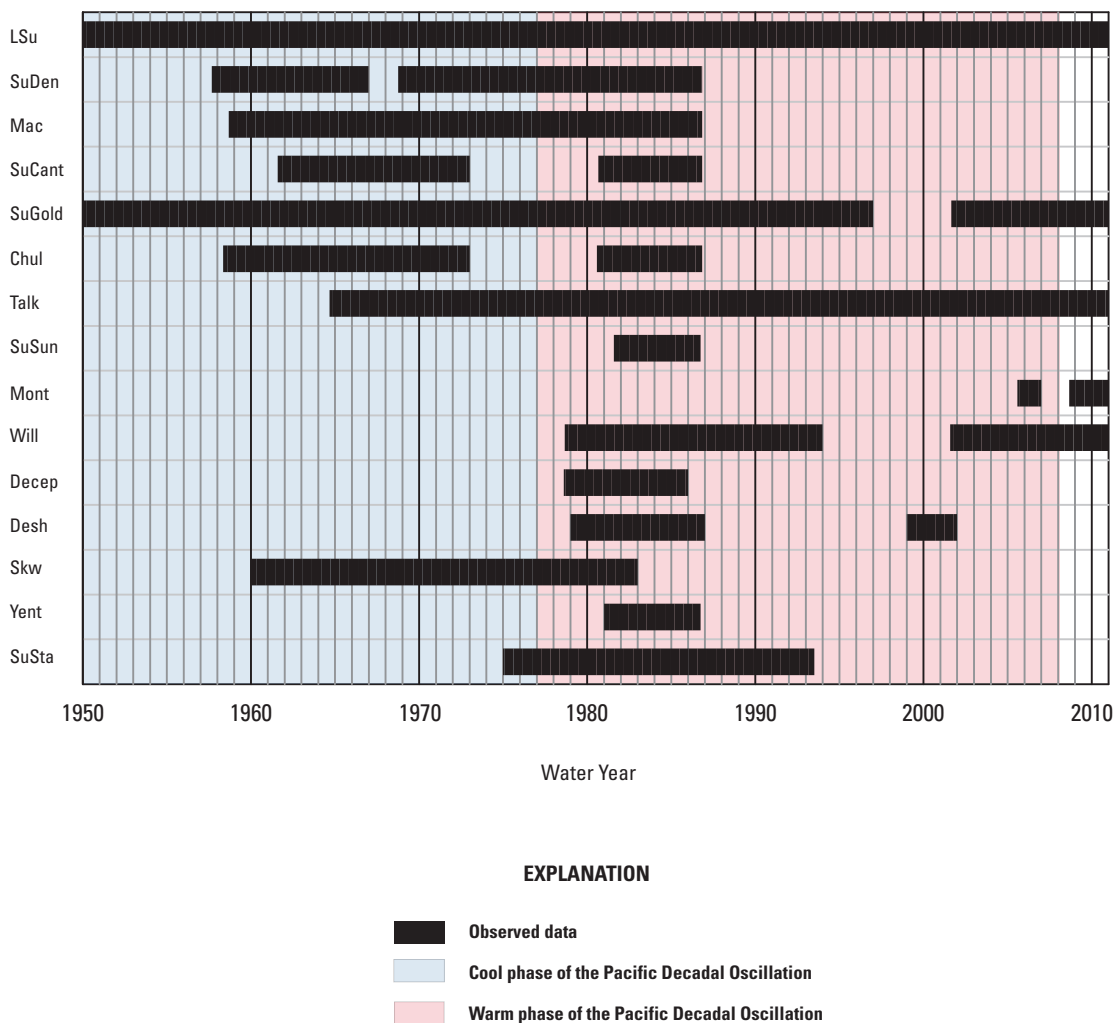 LSu
SuDen
Mac
SuCant
SuGold
Chul
Talk
SuSun
Mont
Will
Decep
Desh
Skw
Yent
SuSta
1950 1960 1970 1980 1990 2000 2010
Water Year
EXPLANATION
Observed data
Cool phase of the Pacific Decadal Oscillation
Warm phase of the Pacific Decadal Oscillation